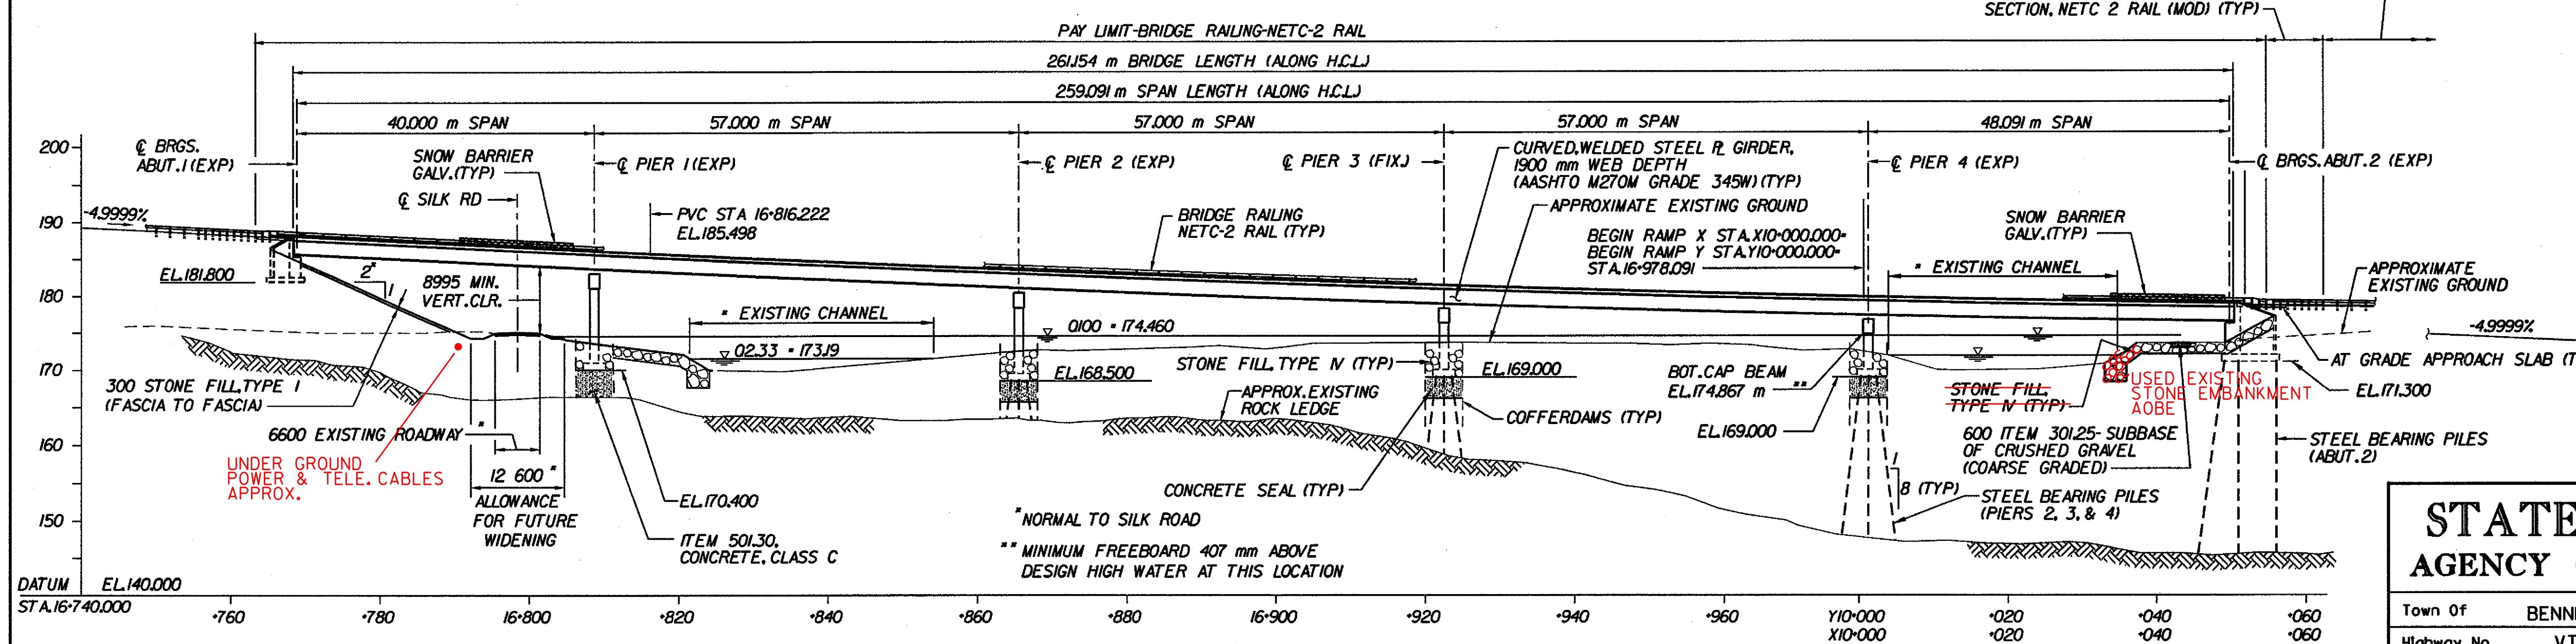 SECTION, NETC 2 RAIL (MOD) (TYP)
PAY LIMIT-BRIDGE RAILING-NETC-2 RAIL
261.154 m BRIDGE LENGTH (ALONG H.C.L.)
259.091 m SPAN LENGTH (ALONG H.C.L.)
40.000 m SPAN
57.000 m SPAN
57.000 m SPAN
57.000 m SPAN
48.091 m SPAN
200
190
180
170
160
150
℄ BRGS.
ABUT.1 (EXP)
SNOW BARRIER
GALV.(TYP)
℄ SILK RD
℄ PIER 1 (EXP)
℄ PIER 2 (EXP)
℄ PIER 3 (FIX.)
CURVED, WELDED STEEL ℞ GIRDER,
1900 mm WEB DEPTH
(AASHTO M270M GRADE 345W) (TYP)
℄ PIER 4 (EXP)
℄ BRGS. ABUT.2 (EXP)
-4.9999%
PVC STA 16+816.222
EL.185.498
BRIDGE RAILING
NETC-2 RAIL (TYP)
APPROXIMATE EXISTING GROUND
BEGIN RAMP X STA.X10+000.000=
BEGIN RAMP Y STA.Y10+000.000=
STA.16+978.091
SNOW BARRIER
GALV.(TYP)
* EXISTING CHANNEL
APPROXIMATE
EXISTING GROUND
EL.181.800
2*
1
8995 MIN.
VERT.CLR.
* EXISTING CHANNEL
Q100 = 174.460
Q2.33 = 173.19
-4.9999%
STONE FILL, TYPE IV (TYP)
EL.168.500
EL.169.000
BOT.CAP BEAM
EL.174.867 m **
AT GRADE APPROACH SLAB (T
300 STONE FILL,TYPE 1
(FASCIA TO FASCIA)
APPROX.EXISTING
ROCK LEDGE
COFFERDAMS (TYP)
EL.169.000
STONE FILL,
TYPE IV (TYP)
USED EXISTING
STONE EMBANKMENT
AOBE
EL.171.300
6600 EXISTING ROADWAY *
UNDER GROUND
POWER & TELE. CABLES
APPROX.
12 600 *
ALLOWANCE
FOR FUTURE
WIDENING
EL.170.400
ITEM 501.30,
CONCRETE, CLASS C
CONCRETE SEAL (TYP)
*NORMAL TO SILK ROAD
** MINIMUM FREEBOARD 407 mm ABOVE
DESIGN HIGH WATER AT THIS LOCATION
600 ITEM 301.25- SUBBASE
OF CRUSHED GRAVEL
(COARSE GRADED)
1
8 (TYP)
STEEL BEARING PILES
(PIERS 2, 3, & 4)
STEEL BEARING PILES
(ABUT.2)
STATE
AGENCY
Town Of BENN
Highway No. VT
DATUM EL.140.000
STA.16+740.000
+760
+780
16+800
+820
+840
+860
+880
16+900
+920
+940
+960
Y10+000
+020
+040
+060
X10+000
+020
+040
+060